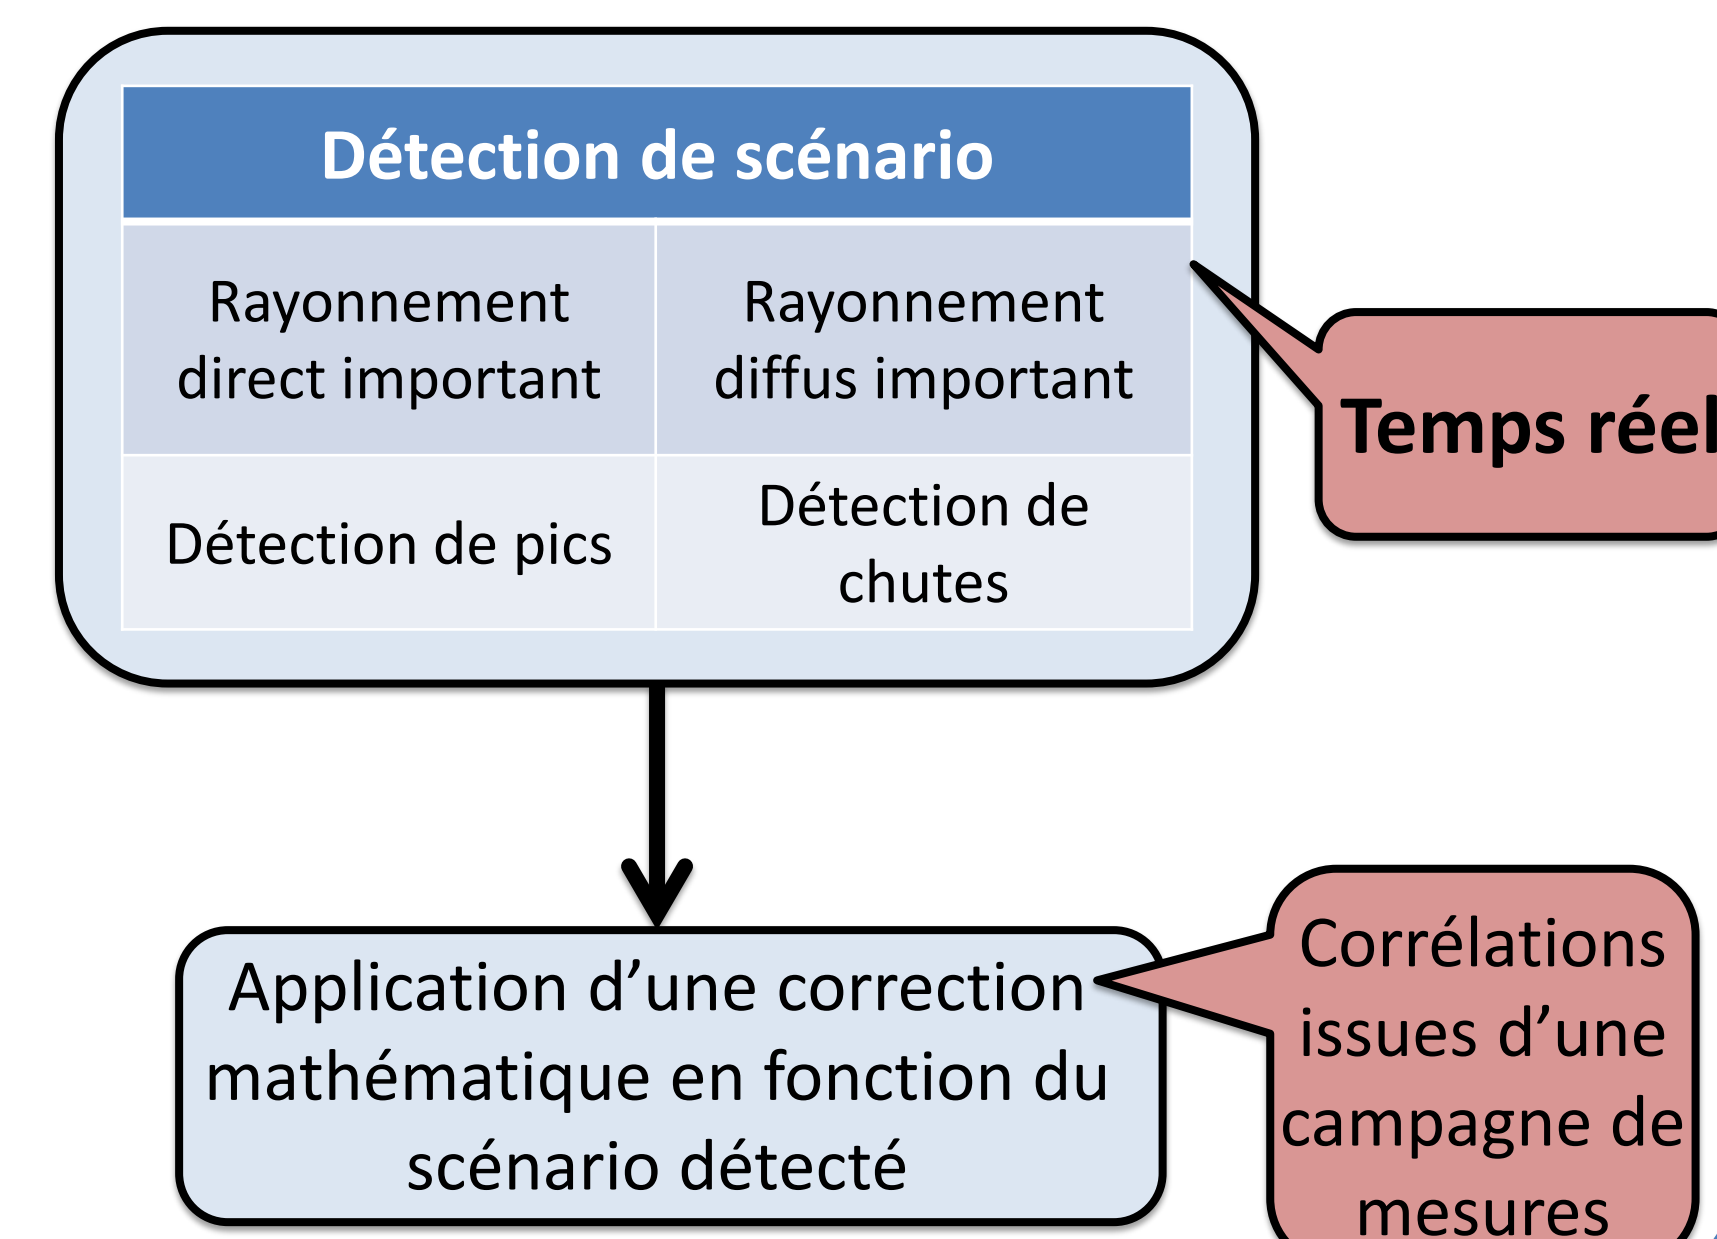 Détection de scénario
Rayonnement
direct important
Rayonnement
diffus important
Détection de pics
Détection de
chutes
Temps réel
Application d’une correction
mathématique en fonction du
scénario détecté
Corrélations
issues d’une
campagne de
mesures